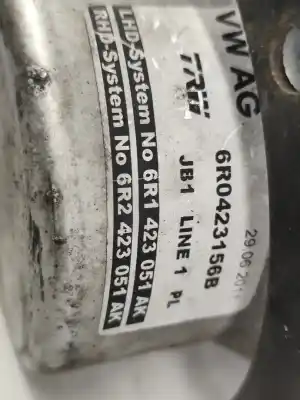 VW AG
TRW
6R0423156B
29.06.201
JB1 LINE 1 PL
LHD-System No 6R1 423 051 AK
RHD-System No 6R2 423 051 AK